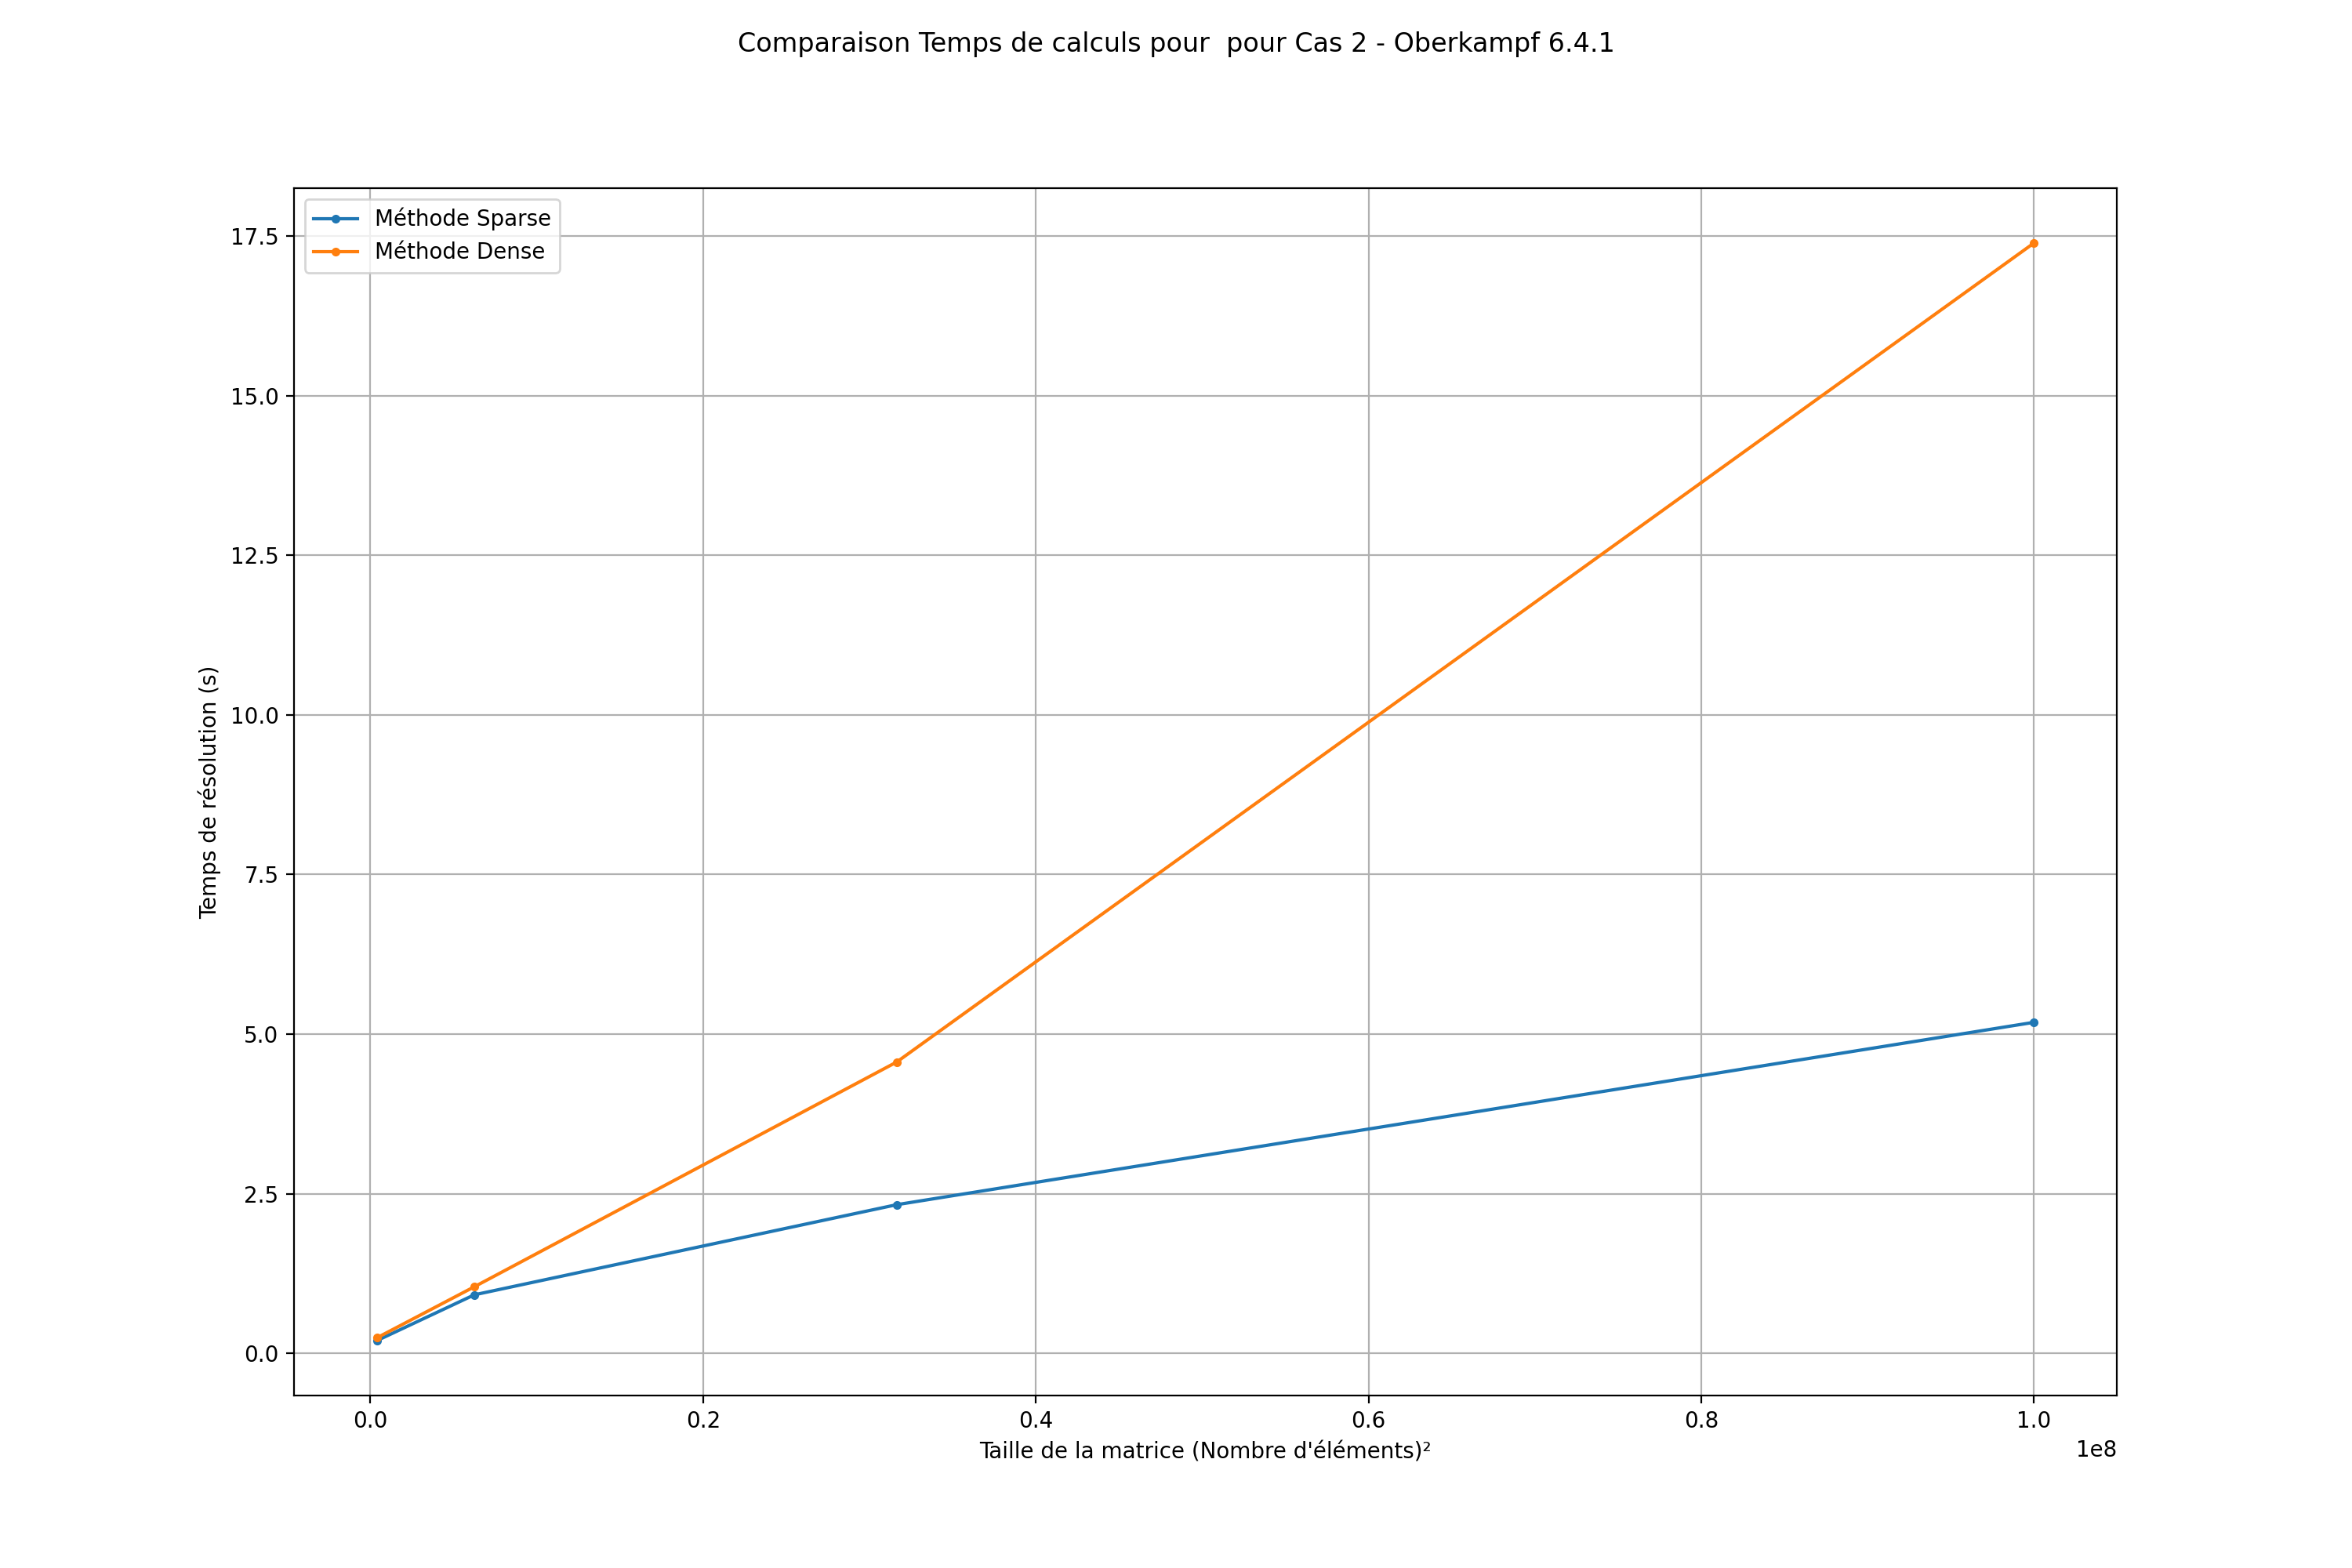 Comparaison Temps de calculs pour  pour Cas 2 - Oberkampf 6.4.1
Méthode Sparse
Méthode Dense
17.5
15.0
12.5
10.0
7.5
5.0
2.5
0.0
Temps de résolution (s)
0.0 0.2 0.4 0.6 0.8 1.0
1e8
Taille de la matrice (Nombre d'éléments)²